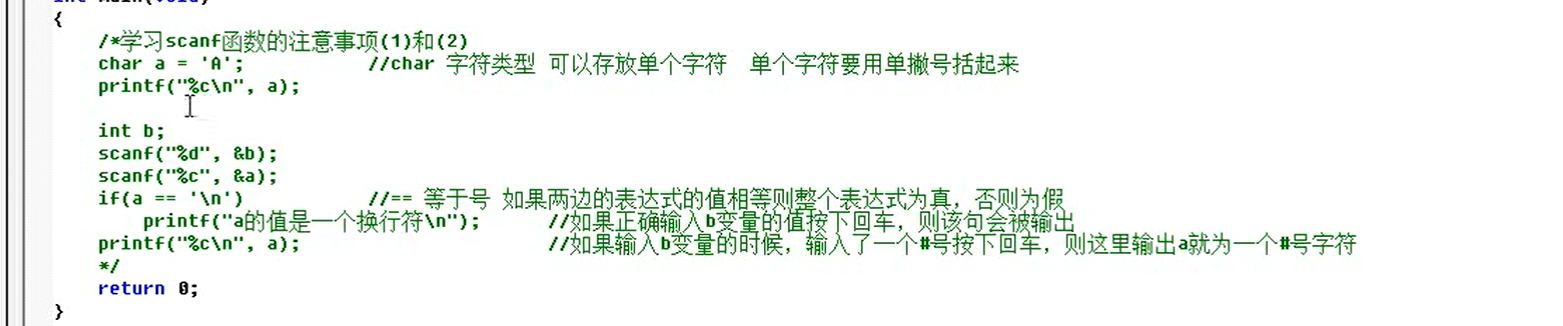 int main(void)
{
/*学习scanf函数的注意事项(1)和(2)
char a = 'A'; //char 字符类型 可以存放单个字符 单个字符要用单撇号括起来
printf("%c\n", a);
int b;
scanf("%d", &b);
scanf("%c", &a);
if(a == '\n') //== 等于号 如果两边的表达式的值相等则整个表达式为真，否则为假
printf("a的值是一个换行符\n"); //如果正确输入b变量的值按下回车，则该句会被输出
printf("%c\n", a); //如果输入b变量的时候，输入了一个#号按下回车，则这里输出a就为一个#号字符
*/
return 0;
}